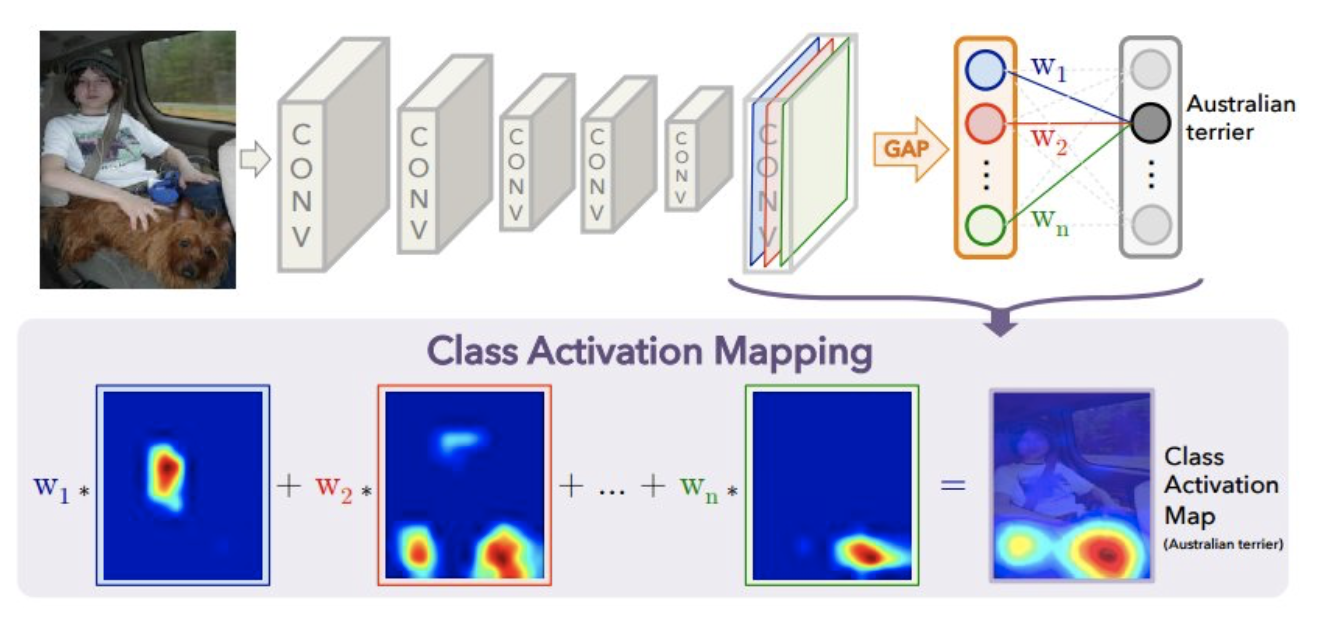 CONV
CONV
CONV
CONV
CONV
CONV
GAP
w1
w2
⋮
wn
⋮
Australian
terrier
Class Activation Mapping
w1 * + w2 * + ... + wn * =
Class
Activation
Map
(Australian terrier)